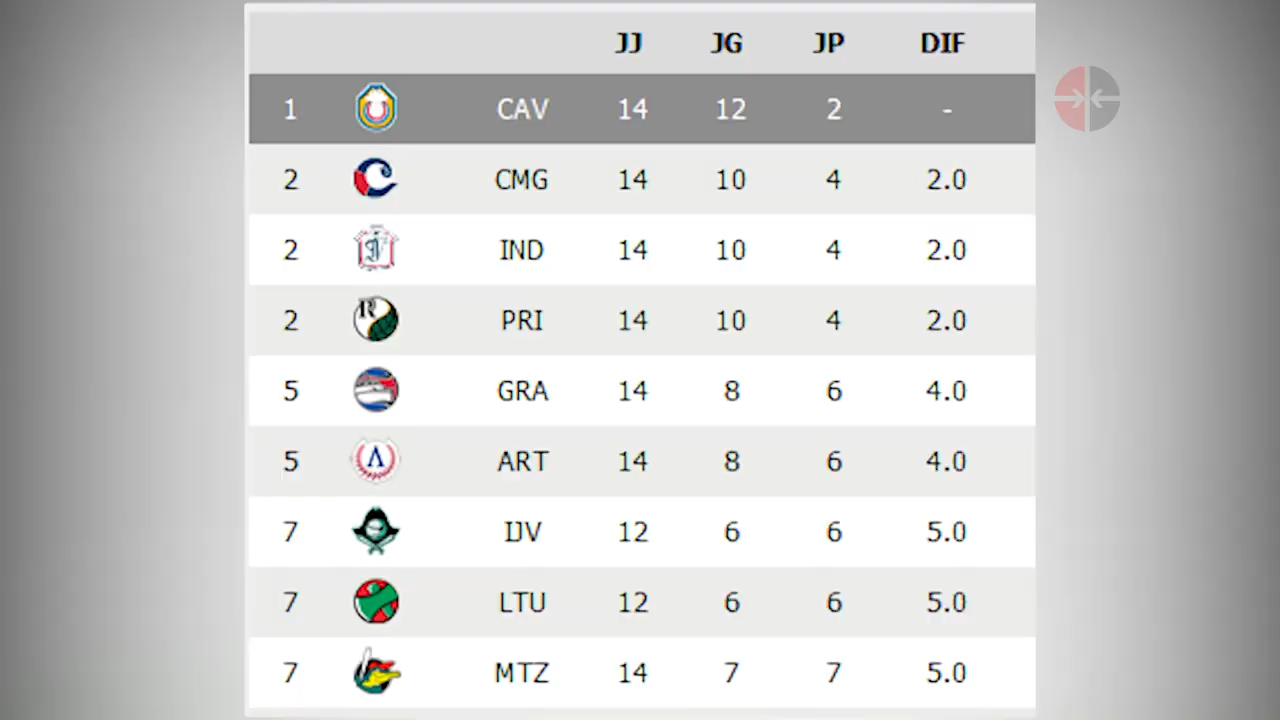 JJ JG JP DIF
1 CAV 14 12 2 -
2 CMG 14 10 4 2.0
2 IND 14 10 4 2.0
2 PRI 14 10 4 2.0
5 GRA 14 8 6 4.0
5 ART 14 8 6 4.0
7 IJV 12 6 6 5.0
7 LTU 12 6 6 5.0
7 MTZ 14 7 7 5.0